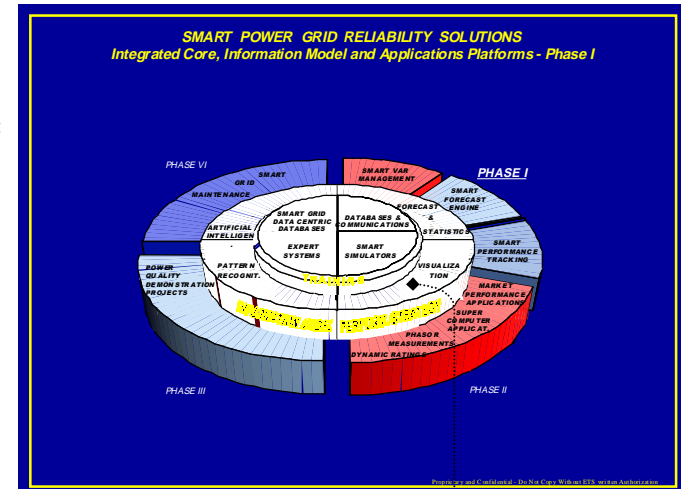 SMART POWER GRID RELIABILITY SOLUTIONS
Integrated Core, Information Model and Applications Platforms - Phase I
PHASE VI
SMART
GRID
MAINTENANCE
SMART VAR
MANAGEMENT
PHASE I
SMART
FORECAST
ENGINE
FORECAST
&
STATISTICS
SMART GRID
DATA CENTRIC
DATABASES
DATABASES &
COMMUNICATIONS
ARTIFICIAL
INTELLIGEN
.
SMART
PERFORMANCE
TRACKING
EXPERT
SYSTEMS
SMART
SIMULATORS
PATTERN
RECOGNIT.
VISUALIZA
TION
POWER
QUALITY
DEMONSTRATION
PROJECTS
MARKET
PERFORMANCE
APPLICATIONS
SUPER
COMPUTER
APPLICAT.
PHASOR
MEASUREMENTS
DYNAMIC RATINGS
PHASE III
PHASE II
Proprietary and Confidential - Do Not Copy Without ETS written Authorization